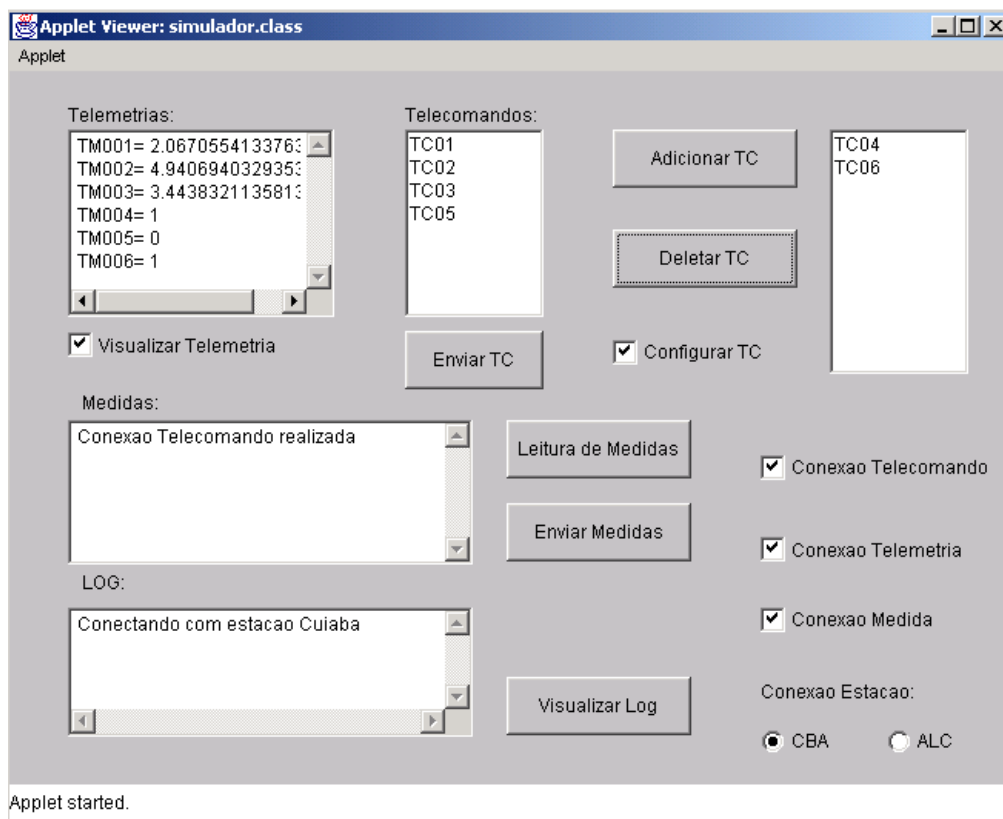 Applet Viewer: simulador.class
Applet
Telemetrias:
TM001= 2.0670554133763
TM002= 4.9406940329353
TM003= 3.4438321135813
TM004= 1
TM005= 0
TM006= 1
Visualizar Telemetria
Telecomandos:
TC01
TC02
TC03
TC05
Enviar TC
Adicionar TC
Deletar TC
Configurar TC
TC04
TC06
Medidas:
Conexao Telecomando realizada
Leitura de Medidas
Enviar Medidas
Conexao Telecomando
Conexao Telemetria
Conexao Medida
LOG:
Conectando com estacao Cuiaba
Visualizar Log
Conexao Estacao:
CBA
ALC
Applet started.